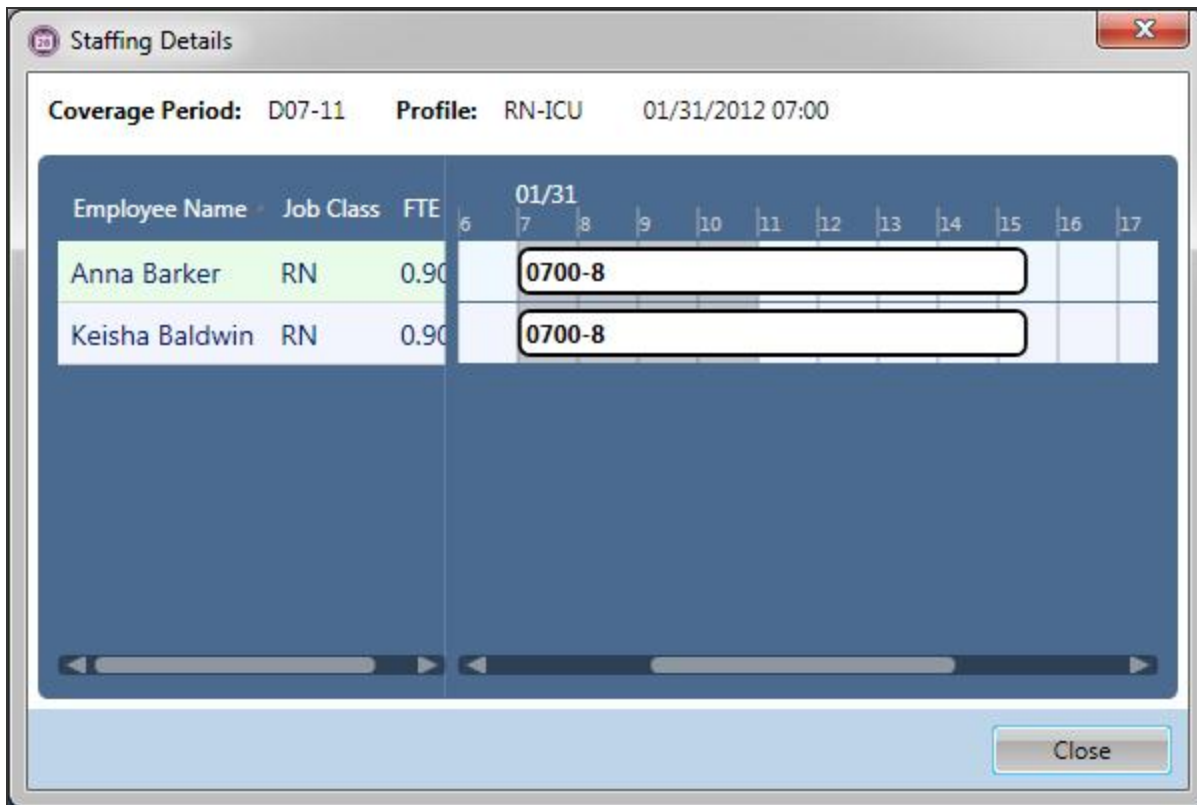 Staffing Details
Coverage Period: D07-11 Profile: RN-ICU 01/31/2012 07:00
01/31
Employee Name Job Class FTE 6 7 8 9 10 11 12 13 14 15 16 17
Anna Barker RN 0.90 0700-8
Keisha Baldwin RN 0.90 0700-8
Close